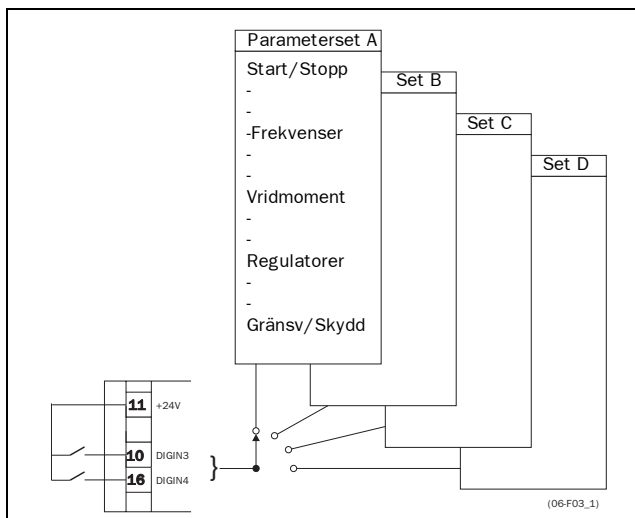 Parameterset A
Start/Stopp
-
-
-Frekvenser
-
-
Vridmoment
-
-
Regulatorer
-
-
Gränsv/Skydd
Set B
Set C
Set D
11 +24V
10 DIGIN3
16 DIGIN4
}
(06-F03_1)